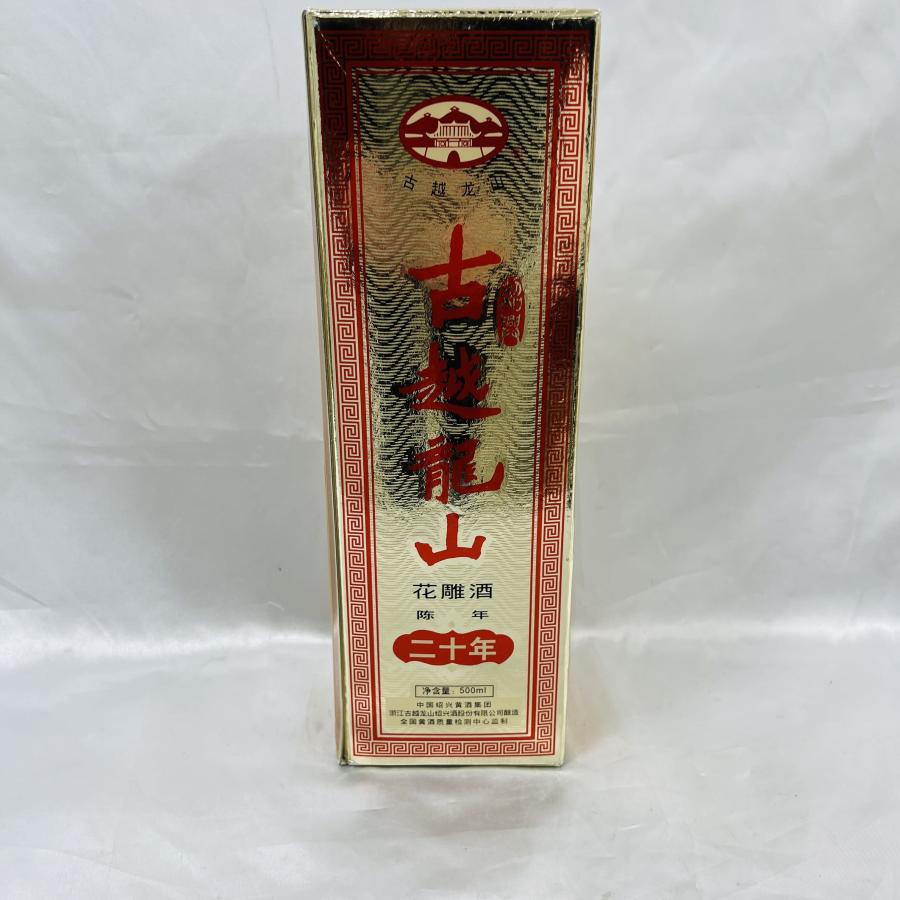 古越龙山
古越龍山
花雕酒
陈年
二十年
净含量：500ml
中国绍兴黄酒集团
浙江古越龙山绍兴酒股份有限公司酿造
全国黄酒质量检测中心监制